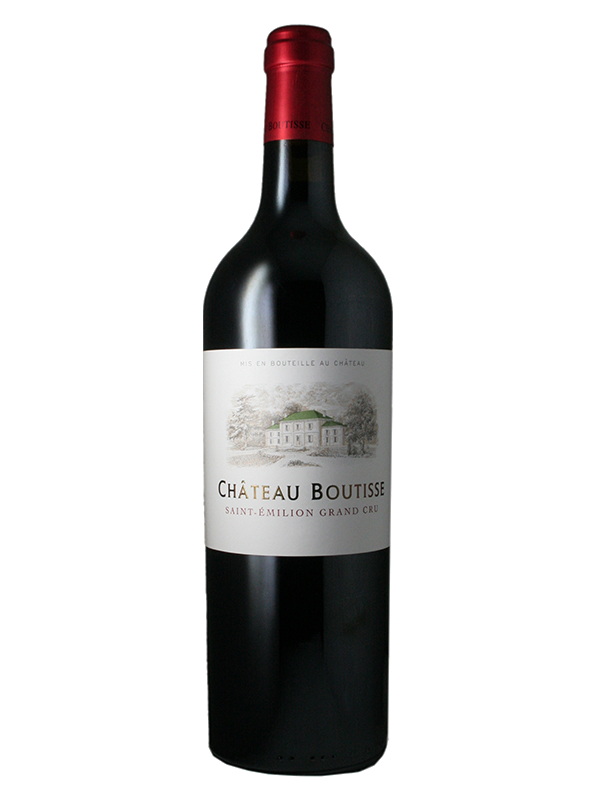 BOUTISSE
MIS EN BOUTEILLE AU CHÂTEAU
CHÂTEAU BOUTISSE
SAINT-ÉMILION GRAND CRU